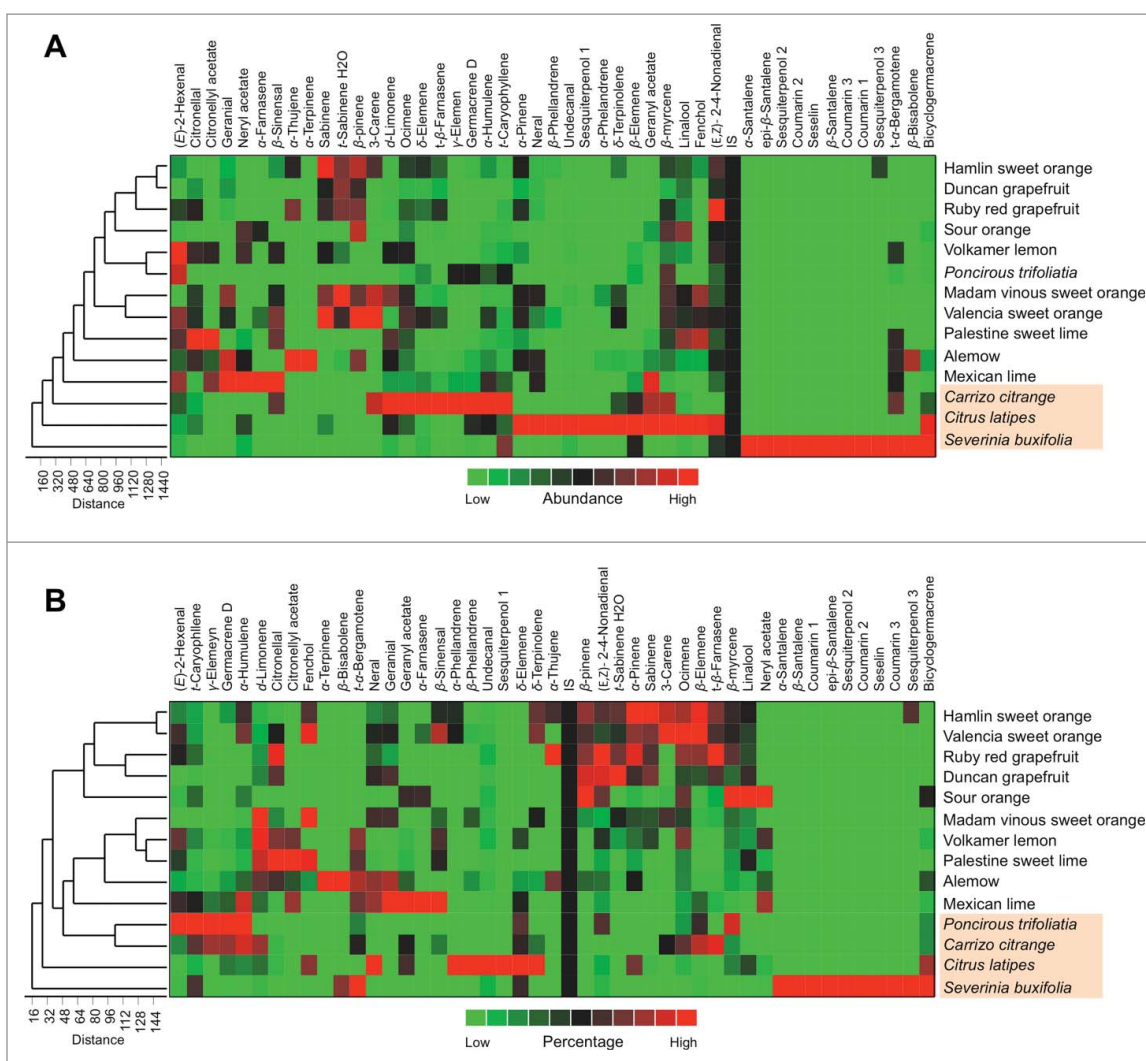 A
(E)-2-Hexenal
Citronellal
Citronellyl acetate
Geranial
Neryl acetate
α-Farnasene
β-Sinensal
α-Thujene
α-Terpinene
Sabinene
t-Sabinene H2O
β-pinene
3-Carene
d-Limonene
Ocimene
δ-Elemene
t-β-Farmasene
γ-Elemen
Germacrene D
α-Humulene
t-Caryophyllene
α-Pinene
Neral
β-Phellandrene
Undecanal
Sesquiterpenol 1
α-Phelandrene
δ-Terpinolene
β-Elemene
Geranyl acetate
β-myrcene
Linalool
Fenchol
(E,Z)- 2-4-Nonadienal
IS
α-Santalene
epi-β-Santalene
Sesquiterpenol 2
Coumarin 2
Seselin
β-Santalene
Coumarin 3
Coumarin 1
Sesquiterpenol 3
t-α-Bergamotene
β-Bisabolene
Bicyclogermacrene
Hamlin sweet orange
Duncan grapefruit
Ruby red grapefruit
Sour orange
Volkamer lemon
Poncirous trifoliata
Madam vinous sweet orange
Valencia sweet orange
Palestine sweet lime
Alemow
Mexican lime
Carrizo citrange
Citrus latipes
Severinia buxifolia
160
320
480
640
800
960
1120
1280
1440
Distance
Low Abundance High
B
(E)-2-Hexenal
t-Caryophilene
γ-Elemeyn
Germacrene D
α-Humulene
d-Limonene
Citronellal
Citronellyl acetate
Fenchol
α-Terpinene
β-Bisabolene
t-α-Bergamotene
Neral
Geranial
Geranyl acetate
α-Farnasene
β-Sinensal
α-Phellandrene
β-Phellandrene
Undecanal
Sesquiterpenol 1
δ-Elemene
δ-Terpinolene
α-Thujene
IS
β-pinene
(E,Z)- 2-4-Nonadienal
t-Sabinene H2O
α-Pinene
Sabinene
3-Carene
Ocimene
β-Elemene
t-β-Farmasene
β-myrcene
Linalool
Neryl acetate
α-Santalene
β-Santalene
Coumarin 1
epi-β-Santalene
Sesquiterpenol 2
Coumarin 2
Seselin
Coumarin 3
Sesquiterpenol 3
Bicyclogermacrene
Hamlin sweet orange
Valencia sweet orange
Ruby red grapefruit
Duncan grapefruit
Sour orange
Madam vinous sweet orange
Volkamer lemon
Palestine sweet lime
Alemow
Mexican lime
Poncirous trifoliata
Carrizo citrange
Citrus latipes
Severinia buxifolia
16
32
48
64
80
96
112
128
144
Distance
Low Percentage High